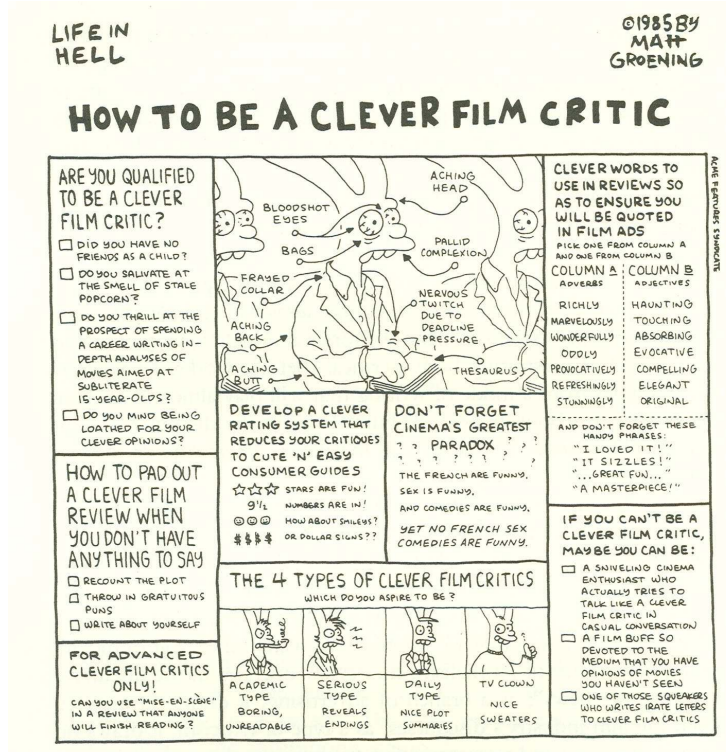 LIFE IN
HELL
©1985 BY
MATT
GROENING
HOW TO BE A CLEVER FILM CRITIC
ARE YOU QUALIFIED
TO BE A CLEVER
FILM CRITIC?
DID YOU HAVE NO
FRIENDS AS A CHILD?
DO YOU SALIVATE AT
THE SMELL OF STALE
POPCORN?
DO YOU THRILL AT THE
PROSPECT OF SPENDING
A CAREER WRITING IN-
DEPTH ANALYSES OF
MOVIES AIMED AT
SUBLITERATE
15-YEAR-OLDS?
DO YOU MIND BEING
LOATHED FOR YOUR
CLEVER OPINIONS?
HOW TO PAD OUT
A CLEVER FILM
REVIEW WHEN
YOU DON'T HAVE
ANYTHING TO SAY
RECOUNT THE PLOT
THROW IN GRATUITOUS
PUNS
WRITE ABOUT YOURSELF
FOR ADVANCED
CLEVER FILM CRITICS
ONLY!
CAN YOU USE "MISE-EN-SCÈNE"
IN A REVIEW THAT ANYONE
WILL FINISH READING?
ACHING
HEAD
BLOODSHOT
EYES
BAGS
PALLID
COMPLEXION
FRAYED
COLLAR
NERVOUS
TWITCH
DUE TO
DEADLINE
PRESSURE
ACHING
BACK
ACHING
BUTT
THESAURUS
DEVELOP A CLEVER
RATING SYSTEM THAT
REDUCES YOUR CRITIQUES
TO CUTE 'N' EASY
CONSUMER GUIDES
☆☆☆ STARS ARE FUN!
9½ NUMBERS ARE IN!
☺☺☺ HOW ABOUT SMILEYS?
$$$$ OR DOLLAR SIGNS??
DON'T FORGET
CINEMA'S GREATEST
? ? PARADOX ? ? ?
? ? ? ? ? ? ?
THE FRENCH ARE FUNNY,
SEX IS FUNNY,
AND COMEDIES ARE FUNNY,
YET NO FRENCH SEX
COMEDIES ARE FUNNY.
THE 4 TYPES OF CLEVER FILM CRITICS
WHICH DO YOU ASPIRE TO BE?
ACADEMIC
TYPE
BORING,
UNREADABLE
SERIOUS
TYPE
REVEALS
ENDINGS
DAILY
TYPE
NICE PLOT
SUMMARIES
TV CLOWN
NICE
SWEATERS
CLEVER WORDS TO
USE IN REVIEWS SO
AS TO ENSURE YOU
WILL BE QUOTED
IN FILM ADS
PICK ONE FROM COLUMN A
AND ONE FROM COLUMN B
COLUMN A COLUMN B
ADVERBS ADJECTIVES
RICHLY HAUNTING
MARVELOUSLY TOUCHING
WONDERFULLY ABSORBING
ODDLY EVOCATIVE
PROVOCATIVELY COMPELLING
REFRESHINGLY ELEGANT
STUNNINGLY ORIGINAL
AND DON'T FORGET THESE
HANDY PHRASES:
"I LOVED IT!"
"IT SIZZLES!"
"...GREAT FUN..."
"A MASTERPIECE!"
IF YOU CAN'T BE A
CLEVER FILM CRITIC,
MAYBE YOU CAN BE:
A SNIVELING CINEMA
ENTHUSIAST WHO
ACTUALLY TRIES TO
TALK LIKE A CLEVER
FILM CRITIC IN
CASUAL CONVERSATION
A FILM BUFF SO
DEVOTED TO THE
MEDIUM THAT YOU HAVE
OPINIONS OF MOVIES
YOU HAVEN'T SEEN
ONE OF THOSE SQUEAKERS
WHO WRITES IRATE LETTERS
TO CLEVER FILM CRITICS
ACME FEATURES SYNDICATE